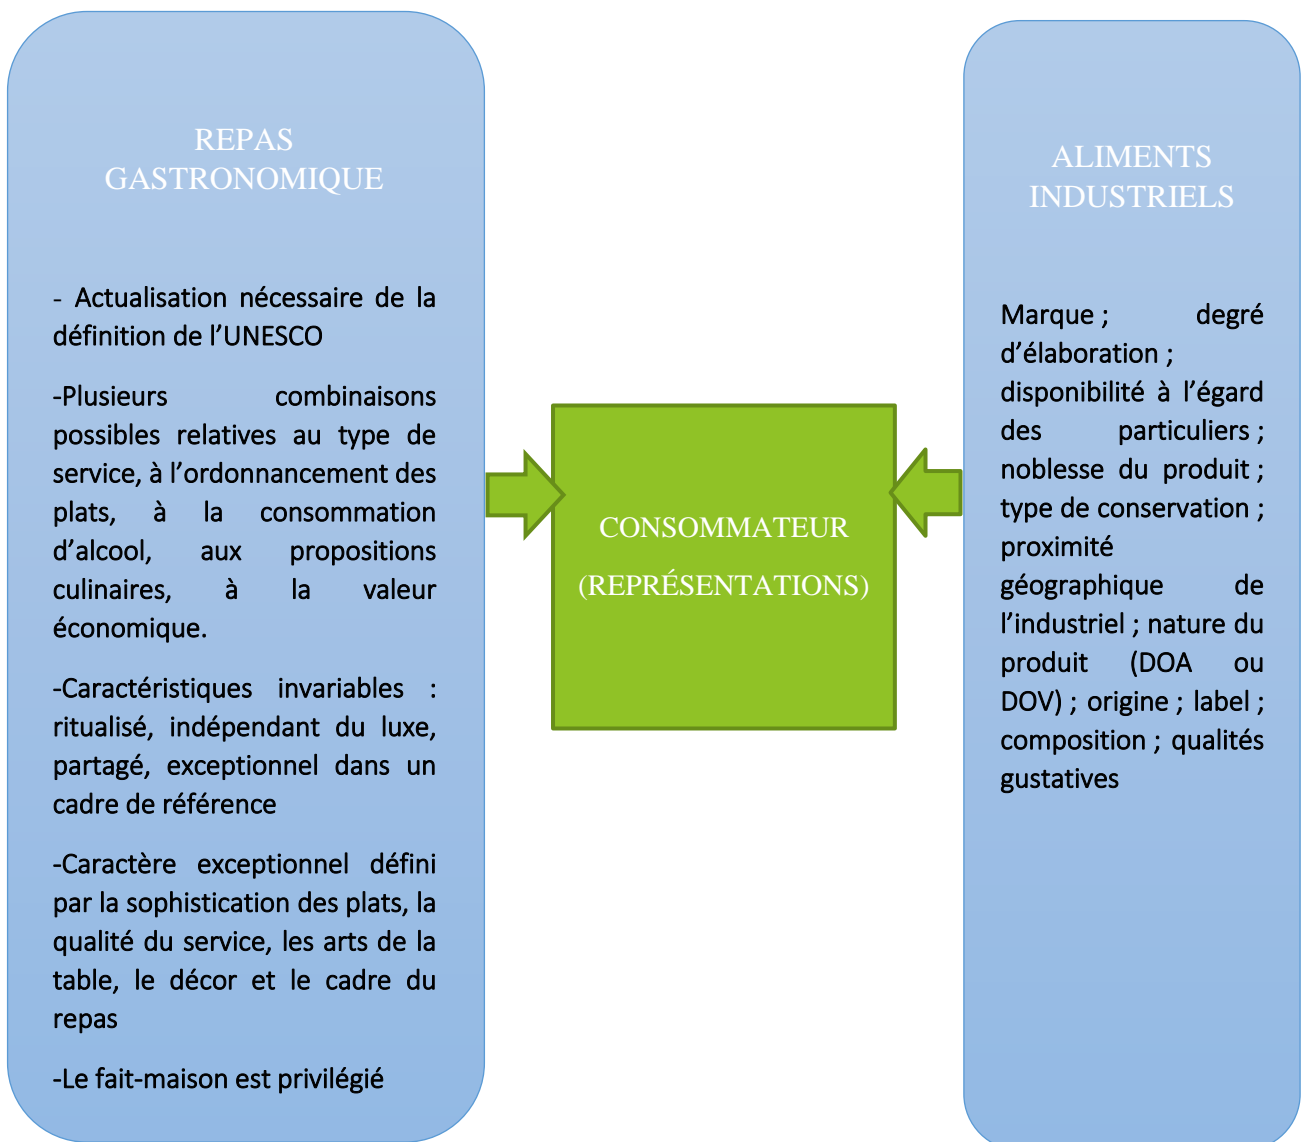 REPAS
GASTRONOMIQUE
- Actualisation nécessaire de la
définition de l’UNESCO
-Plusieurs combinaisons
possibles relatives au type de
service, à l’ordonnancement des
plats, à la consommation
d’alcool, aux propositions
culinaires, à la valeur
économique.
-Caractéristiques invariables :
ritualisé, indépendant du luxe,
partagé, exceptionnel dans un
cadre de référence
-Caractère exceptionnel défini
par la sophistication des plats, la
qualité du service, les arts de la
table, le décor et le cadre du
repas
-Le fait-maison est privilégié
CONSOMMATEUR
(REPRÉSENTATIONS)
ALIMENTS
INDUSTRIELS
Marque ; degré
d’élaboration ;
disponibilité à l’égard
des particuliers ;
noblesse du produit ;
type de conservation ;
proximité
géographique de
l’industriel ; nature du
produit (DOA ou
DOV) ; origine ; label ;
composition ; qualités
gustatives